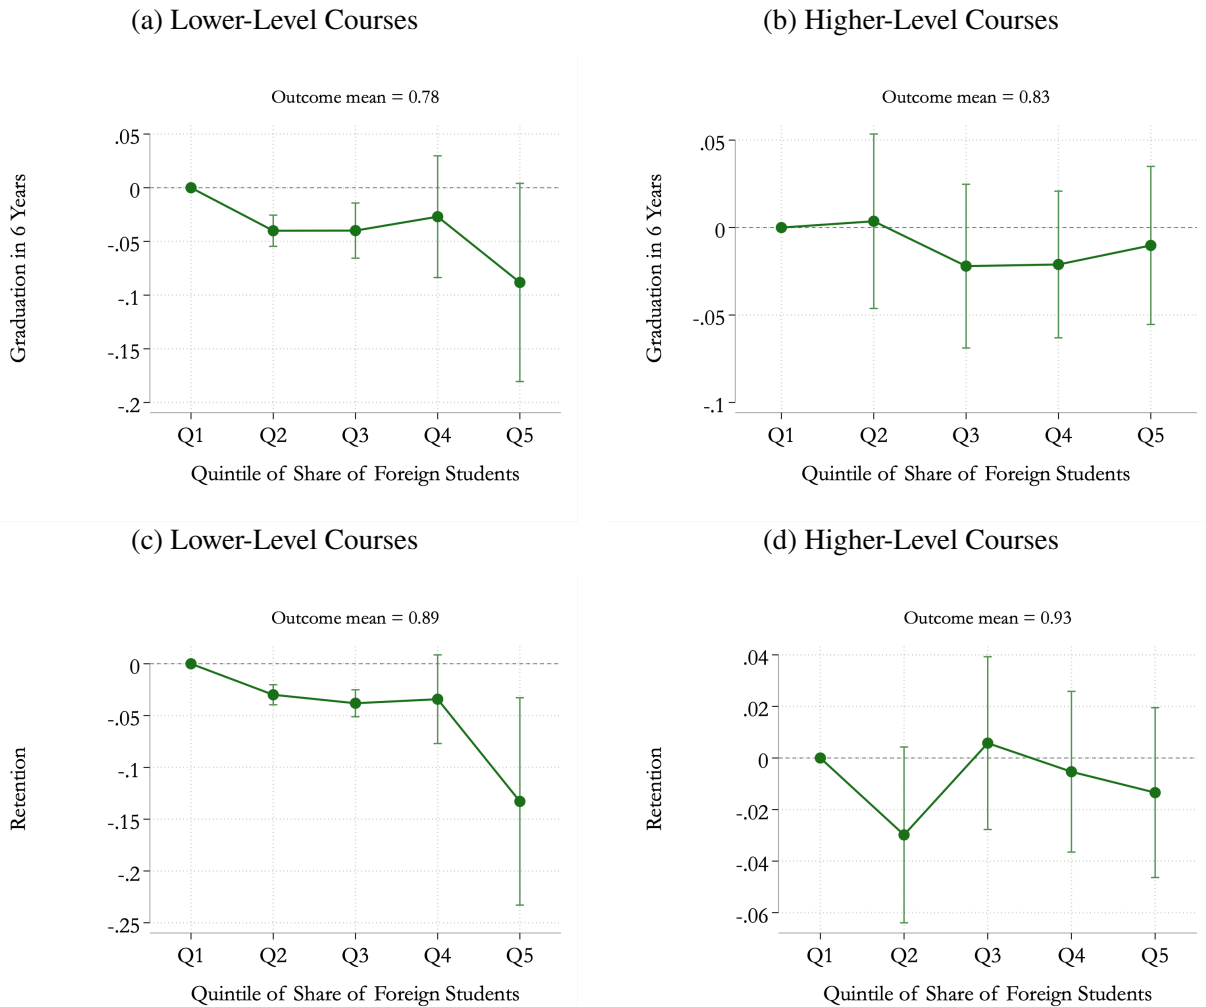 (a) Lower-Level Courses
Outcome mean = 0.78
Graduation in 6 Years
.05
0
-.05
-.1
-.15
-.2
Q1 Q2 Q3 Q4 Q5
Quintile of Share of Foreign Students
(b) Higher-Level Courses
Outcome mean = 0.83
Graduation in 6 Years
.05
0
-.05
-.1
Q1 Q2 Q3 Q4 Q5
Quintile of Share of Foreign Students
(c) Lower-Level Courses
Outcome mean = 0.89
Retention
0
-.05
-.1
-.15
-.2
-.25
Q1 Q2 Q3 Q4 Q5
Quintile of Share of Foreign Students
(d) Higher-Level Courses
Outcome mean = 0.93
Retention
.04
.02
0
-.02
-.04
-.06
Q1 Q2 Q3 Q4 Q5
Quintile of Share of Foreign Students